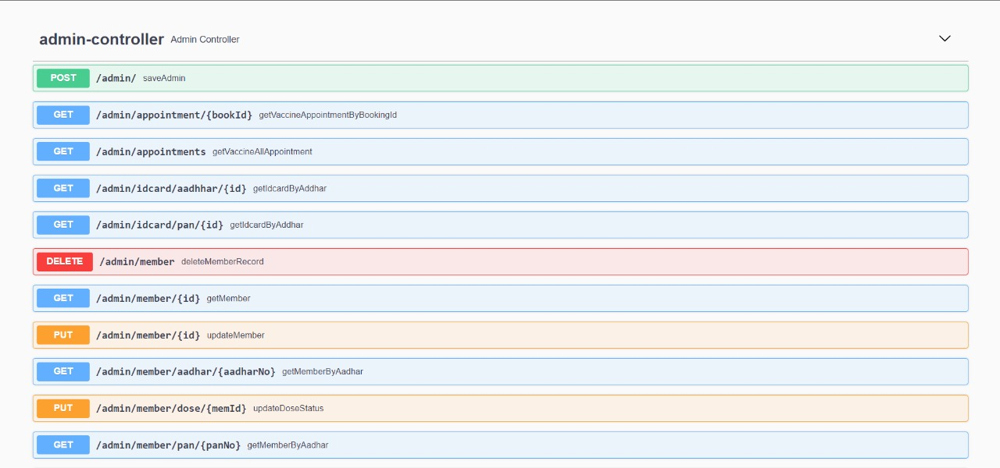 admin-controller Admin Controller
POST /admin/ saveAdmin
GET /admin/appointment/{bookId} getVaccineAppointmentByBookingId
GET /admin/appointments getVaccineAllAppointment
GET /admin/idcard/aadhhar/{id} getIdcardByAddhar
GET /admin/idcard/pan/{id} getIdcardByAddhar
DELETE /admin/member deleteMemberRecord
GET /admin/member/{id} getMember
PUT /admin/member/{id} updateMember
GET /admin/member/aadhar/{aadharNo} getMemberByAadhar
PUT /admin/member/dose/{memId} updateDoseStatus
GET /admin/member/pan/{panNo} getMemberByAadhar